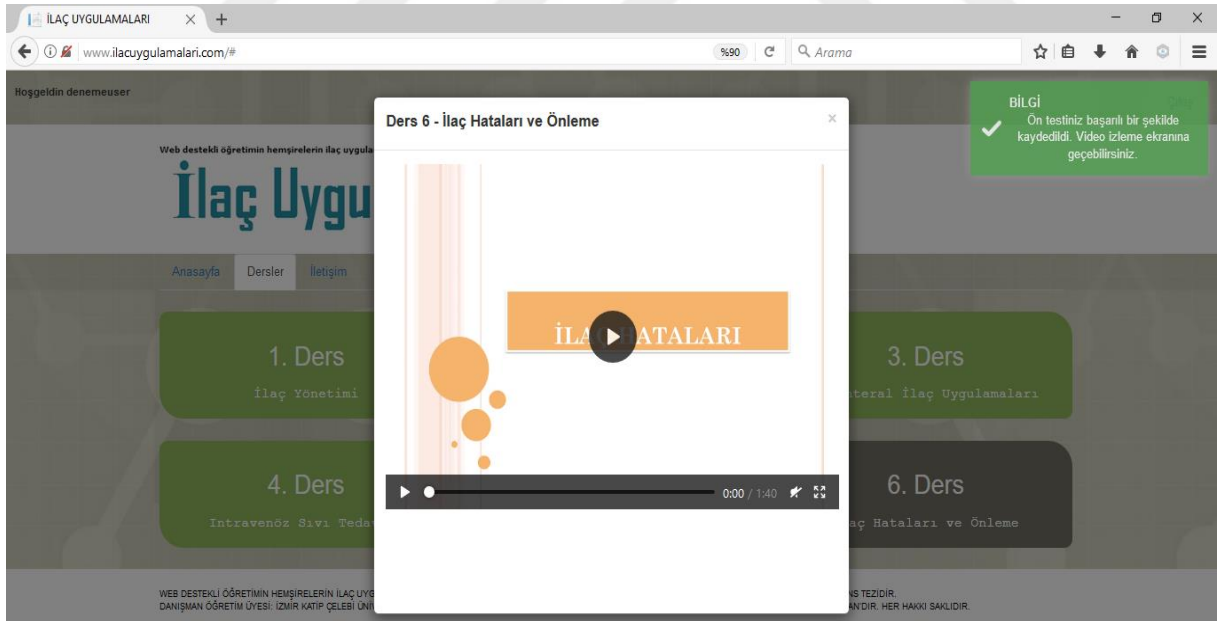 İLAÇ UYGULAMALARI
www.ilacuygulamalari.com/#
%90
Arama
Hoşgeldin denemeuser
BİLGİ
Ön testiniz başarılı bir şekilde
kaydedildi. Video izleme ekranına
geçebilirsiniz.
Ders 6 - İlaç Hataları ve Önleme
Web destekli öğretimin hemşirelerin ilaç uygula
İlaç Uygu
Anasayfa Dersler İletişim
İLAÇ HATALARI
1. Ders
İlaç Yönetimi
3. Ders
teral İlaç Uygulamaları
4. Ders
Intravenöz Sıvı Teda
0:00 / 1:40
6. Ders
aç Hataları ve Önleme
WEB DESTEKLİ ÖĞRETİMİN HEMŞİRELERİN İLAÇ UYG
NS TEZİDİR.
DANIŞMAN ÖĞRETİM ÜYESİ: İZMİR KATİP ÇELEBİ ÜNİ
AN'DIR. HER HAKKI SAKLIDIR.